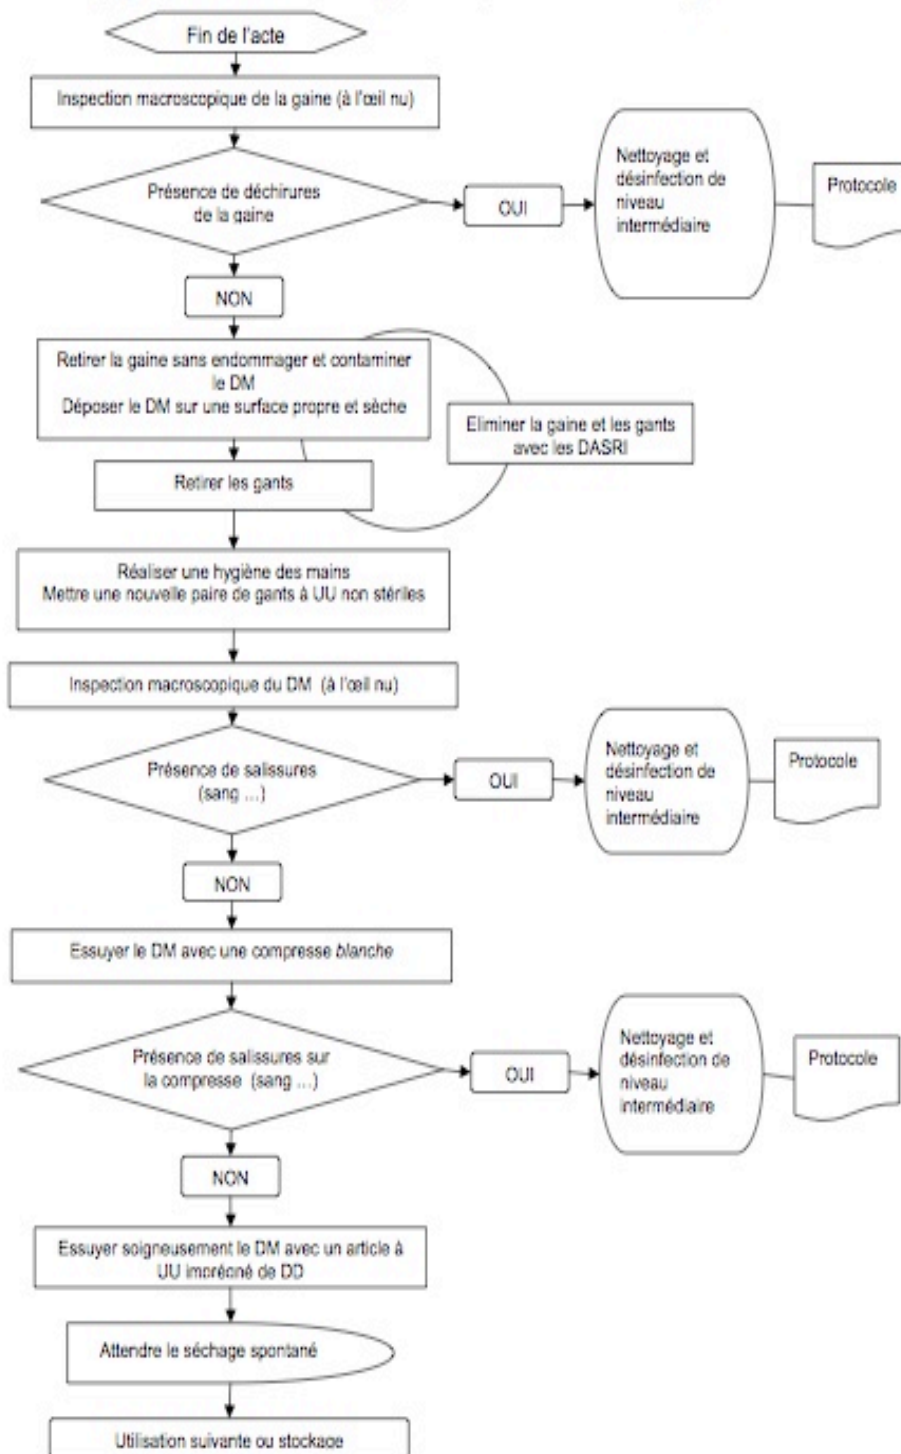 Fin de l'acte
Inspection macroscopique de la gaine (à l'œil nu)
Présence de déchirures
de la gaine
OUI
Nettoyage et
désinfection de
niveau
intermédiaire
Protocole
NON
Retirer la gaine sans endommager et contaminer
le DM
Déposer le DM sur une surface propre et sèche
Eliminer la gaine et les gants
avec les DASRI
Retirer les gants
Réaliser une hygiène des mains
Mettre une nouvelle paire de gants à UU non stériles
Inspection macroscopique du DM (à l'œil nu)
Présence de salissures
(sang ...)
OUI
Nettoyage et
désinfection de
niveau
intermédiaire
Protocole
NON
Essuyer le DM avec une compresse blanche
Présence de salissures sur
la compresse (sang ...)
OUI
Nettoyage et
désinfection de
niveau
intermédiaire
Protocole
NON
Essuyer soigneusement le DM avec un article à
UU imprégné de DD
Attendre le séchage spontané
Utilisation suivante ou stockage